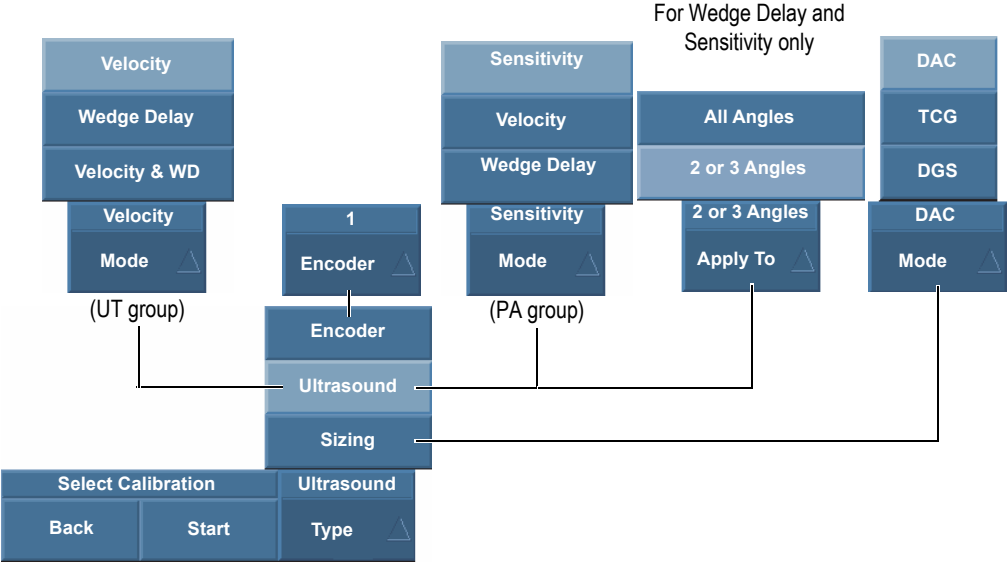 For Wedge Delay and
Sensitivity only
Velocity
Wedge Delay
Velocity & WD
Velocity
Mode
(UT group)
1
Encoder
Sensitivity
Velocity
Wedge Delay
Sensitivity
Mode
(PA group)
All Angles
2 or 3 Angles
2 or 3 Angles
Apply To
DAC
TCG
DGS
DAC
Mode
Encoder
Ultrasound
Sizing
Select Calibration
Ultrasound
Back
Start
Type